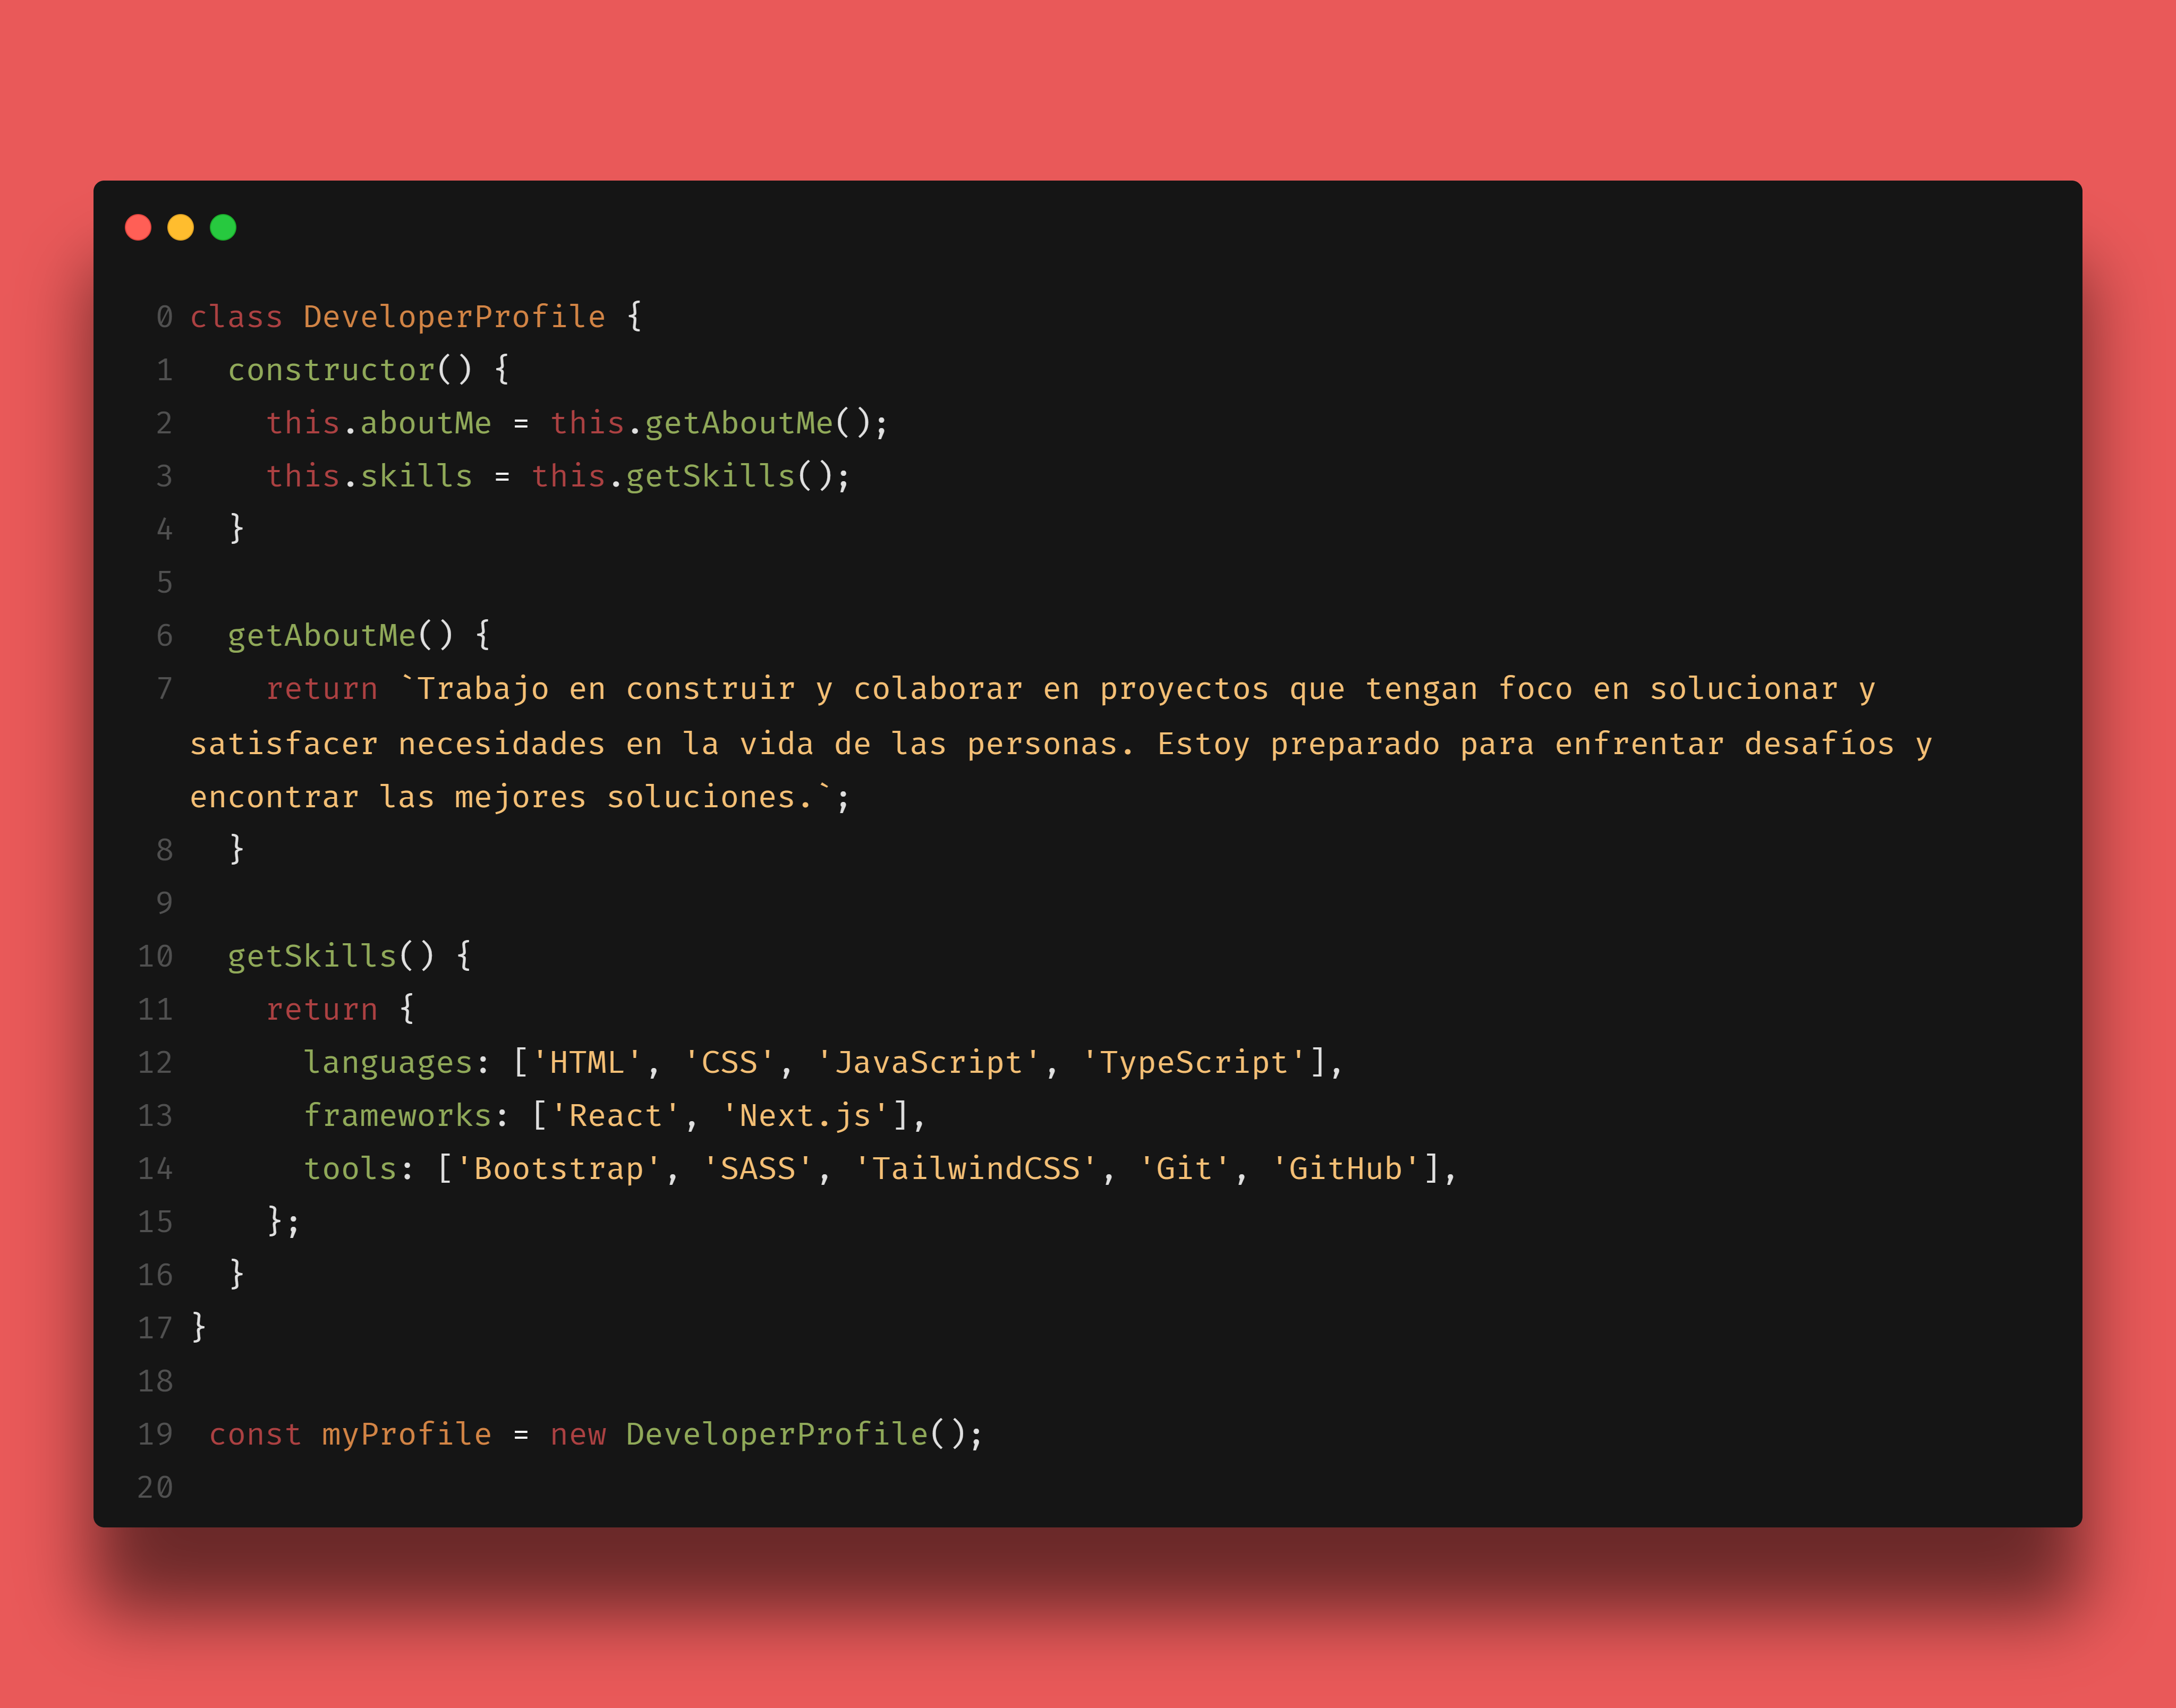 0 class DeveloperProfile {
1   constructor() {
2     this.aboutMe = this.getAboutMe();
3     this.skills = this.getSkills();
4   }
5
6   getAboutMe() {
7     return `Trabajo en construir y colaborar en proyectos que tengan foco en solucionar y
satisfacer necesidades en la vida de las personas. Estoy preparado para enfrentar desafíos y
encontrar las mejores soluciones.`;
8   }
9
10   getSkills() {
11     return {
12       languages: ['HTML', 'CSS', 'JavaScript', 'TypeScript'],
13       frameworks: ['React', 'Next.js'],
14       tools: ['Bootstrap', 'SASS', 'TailwindCSS', 'Git', 'GitHub'],
15     };
16   }
17 }
18
19  const myProfile = new DeveloperProfile();
20